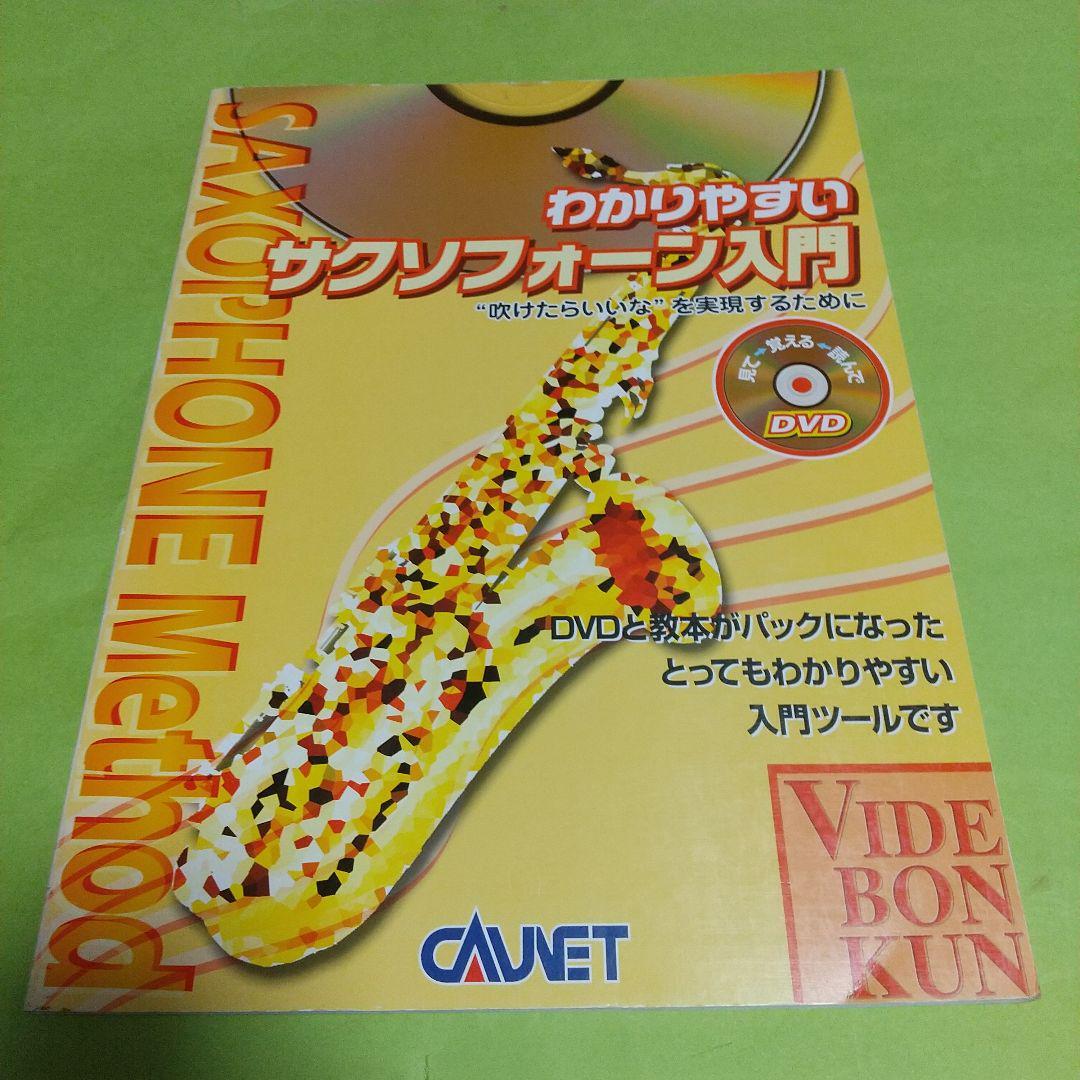 SAXOPHONE Method
わかりやすい
サクソフォーン入門
“吹けたらいいな”を実現するために
見て→覚える←読んで
DVD
DVDと教本がパックになった
とってもわかりやすい
入門ツールです
VIDE
BON
KUN
CAUNET